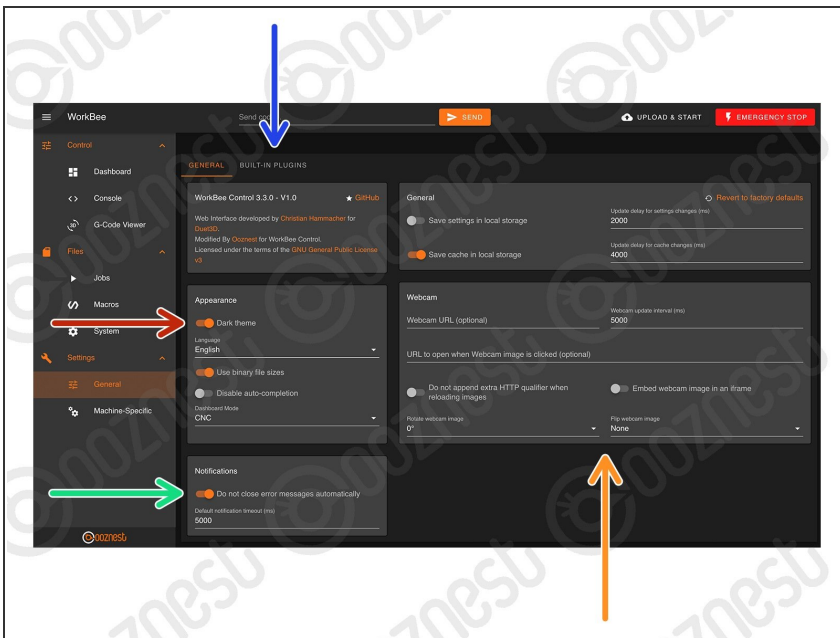 WorkBee
Send code
SEND
UPLOAD & START
EMERGENCY STOP
Control
Dashboard
Console
G-Code Viewer
Files
Jobs
Macros
System
Settings
General
Machine-Specific
ooznest
GENERAL
BUILT-IN PLUGINS
WorkBee Control 3.3.0 - V1.0
GitHub
Web Interface developed by Christian Hammacher for
Duet3D.
Modified By Ooznest for WorkBee Control.
Licensed under the terms of the GNU General Public License
v3
General
Revert to factory defaults
Save settings in local storage
Update delay for settings changes (ms)
2000
Save cache in local storage
Update delay for cache changes (ms)
4000
Appearance
Dark theme
Language
English
Use binary file sizes
Disable auto-completion
Dashboard Mode
CNC
Webcam
Webcam URL (optional)
Webcam update interval (ms)
5000
URL to open when Webcam image is clicked (optional)
Do not append extra HTTP qualifier when
reloading images
Embed webcam image in an iframe
Rotate webcam image
0°
Flip webcam image
None
Notifications
Do not close error messages automatically
Default notification timeout (ms)
5000